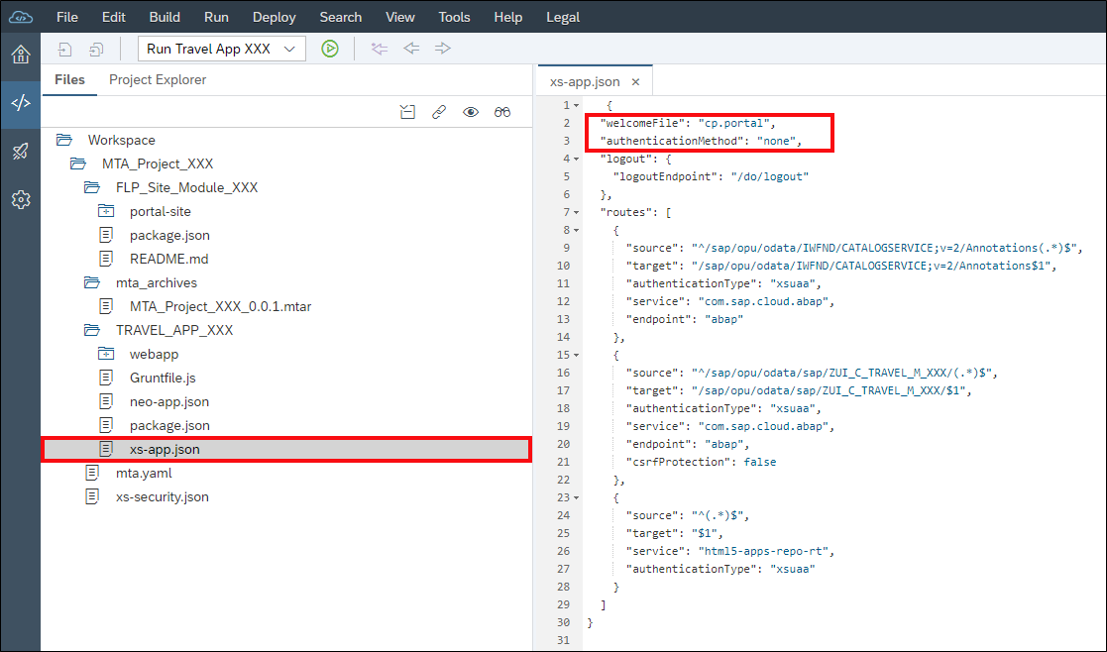 File Edit Build Run Deploy Search View Tools Help Legal
Run Travel App XXX
Files Project Explorer
Workspace
MTA_Project_XXX
FLP_Site_Module_XXX
portal-site
package.json
README.md
mta_archives
MTA_Project_XXX_0.0.1.mtar
TRAVEL_APP_XXX
webapp
Gruntfile.js
neo-app.json
package.json
xs-app.json
mta.yaml
xs-security.json
xs-app.json ×
1 {
2 "welcomeFile": "cp.portal",
3 "authenticationMethod": "none",
4 "logout": {
5 "logoutEndpoint": "/do/logout"
6 },
7 "routes": [
8 {
9 "source": "^/sap/opu/odata/IWFND/CATALOGSERVICE;v=2/Annotations(.*)$",
10 "target": "/sap/opu/odata/IWFND/CATALOGSERVICE;v=2/Annotations$1",
11 "authenticationType": "xsuaa",
12 "service": "com.sap.cloud.abap",
13 "endpoint": "abap"
14 },
15 {
16 "source": "^/sap/opu/odata/sap/ZUI_C_TRAVEL_M_XXX/(.*)$",
17 "target": "/sap/opu/odata/sap/ZUI_C_TRAVEL_M_XXX/$1",
18 "authenticationType": "xsuaa",
19 "service": "com.sap.cloud.abap",
20 "endpoint": "abap",
21 "csrfProtection": false
22 },
23 {
24 "source": "^(.*)$",
25 "target": "$1",
26 "service": "html5-apps-repo-rt",
27 "authenticationType": "xsuaa"
28 }
29 ]
30 }
31